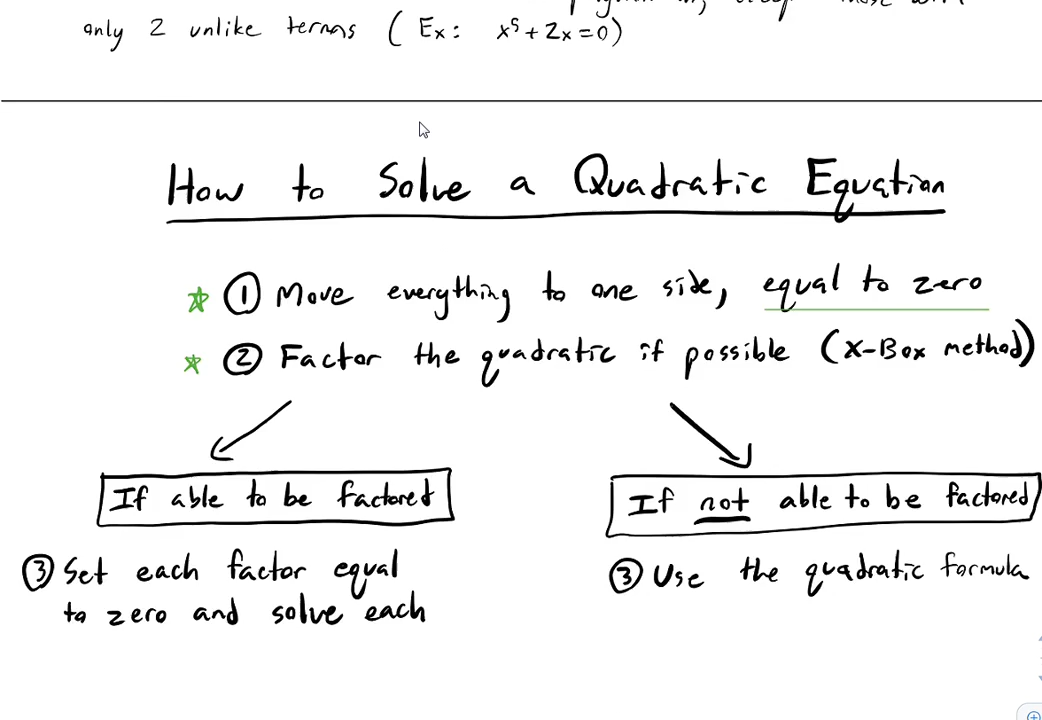 only 2 unlike terms ( Ex: x⁵ + 2x = 0 )
How to Solve a Quadratic Equation
* ① Move everything to one side, equal to zero
* ② Factor the quadratic if possible (X-Box method)
If able to be factored
If not able to be factored
③ Set each factor equal
to zero and solve each
③ Use the quadratic formula